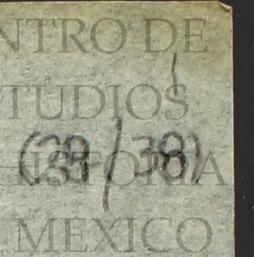 NTRO DE
TUDIOS
(39/38)
HISTORIA
MEXICO